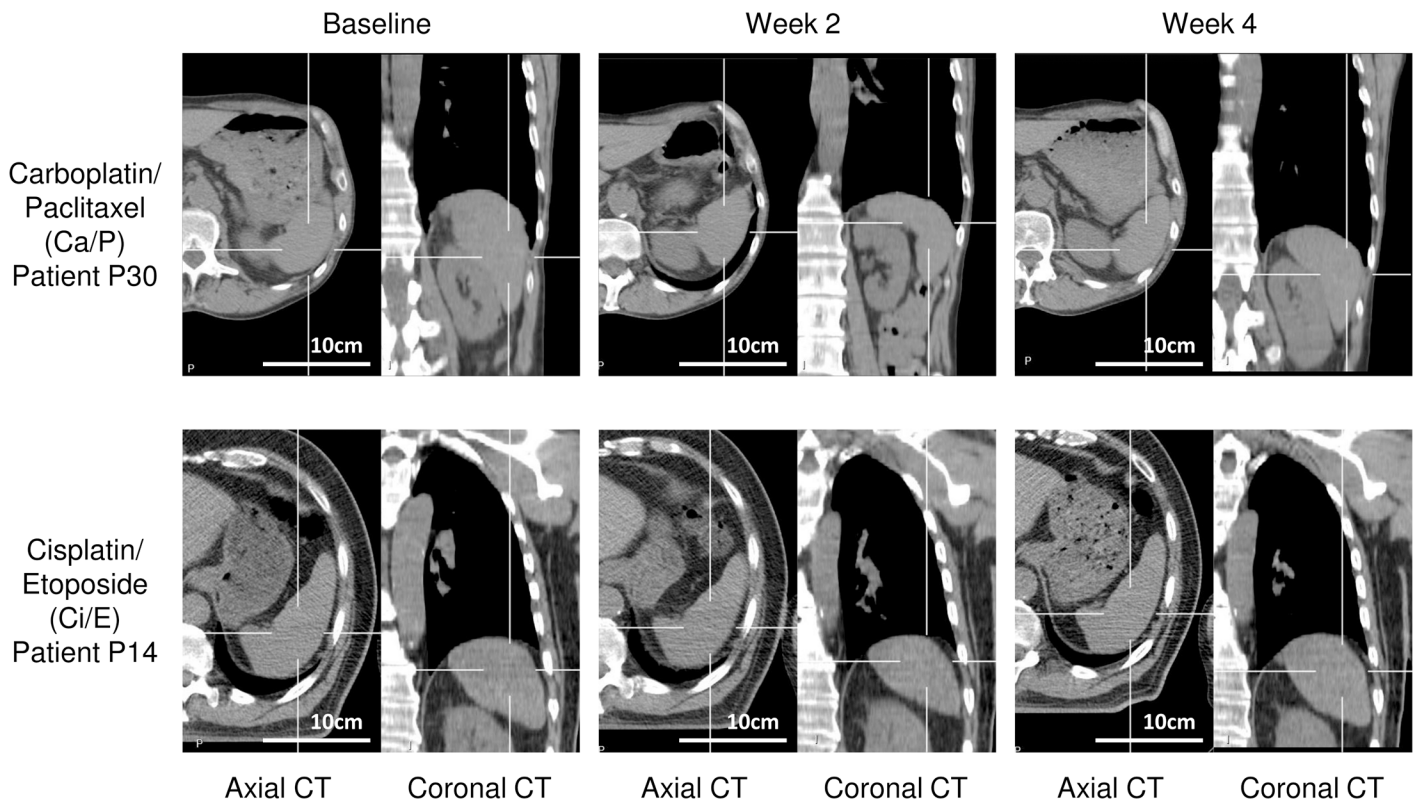 Baseline
Week 2
Week 4
Carboplatin/
Paclitaxel
(Ca/P)
Patient P30
10cm
P
J
10cm
P
J
10cm
P
J
Cisplatin/
Etoposide
(Ci/E)
Patient P14
10cm
P
J
10cm
P
J
10cm
P
J
Axial CT
Coronal CT
Axial CT
Coronal CT
Axial CT
Coronal CT